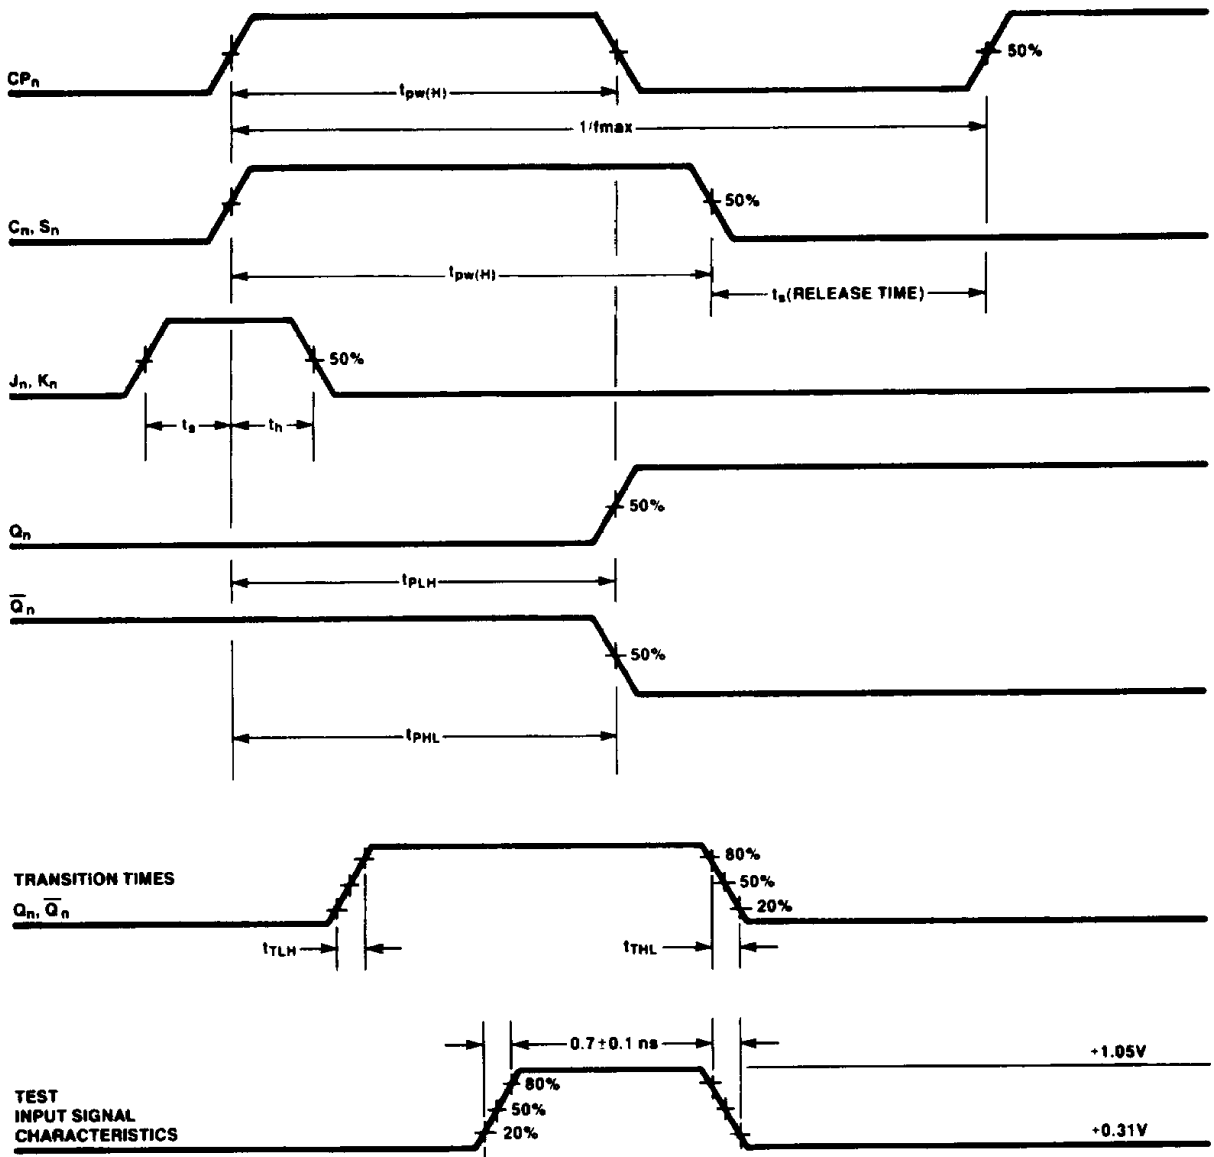 CPn
50%
tpw(H)
1/fmax
Cn, Sn
50%
tpw(H)
ts(RELEASE TIME)
Jn, Kn
50%
ts
th
Qn
50%
tPLH
Q̅n
50%
tPHL
TRANSITION TIMES
Qn, Q̅n
80%
50%
20%
tTLH
tTHL
0.7±0.1 ns
+1.05V
TEST
INPUT SIGNAL
CHARACTERISTICS
80%
50%
20%
+0.31V